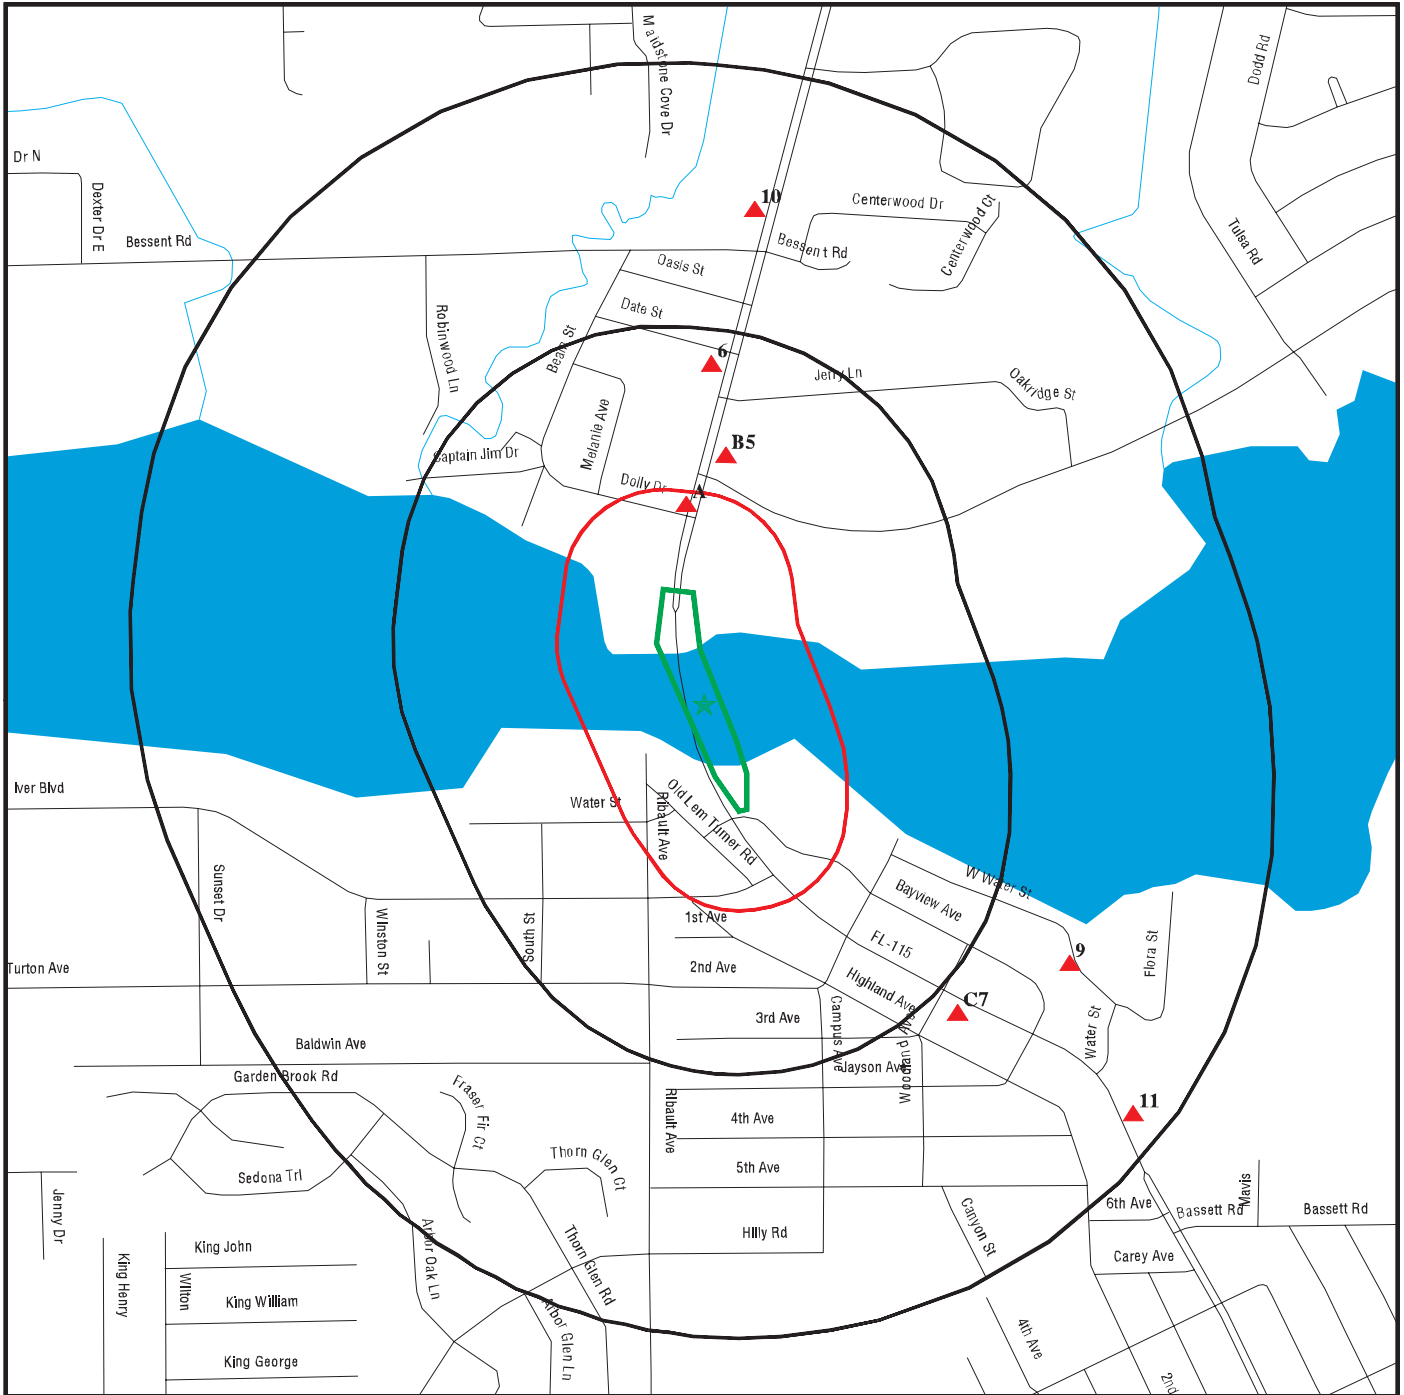 Maidstone Cove Dr
Dodd Rd
Dr N
Dexter Dr E
Bessent Rd
10
Centerwood Dr
Centerwood Ct
Bessent Rd
Tulsa Rd
Oasis St
Date St
Robinwood Ln
6
Jerry Ln
Oakridge St
Melanie Ave
B5
Captain Jim Dr
Dolly Dr
A
Iver Blvd
Water St
Ribault Ave
Old Lem Turner Rd
W Water St
Sunset Dr
Bayview Ave
Winston St
South St
1st Ave
FL-115
Flora St
9
Turton Ave
2nd Ave
Highland Ave
C7
3rd Ave
Campus Ave
Water St
Baldwin Ave
Jayson Ave
Garden Brook Rd
Fraser Fir Ct
Ribault Ave
4th Ave
11
Thorn Glen Ct
5th Ave
Sedona Trl
Jenny Dr
6th Ave
Mavis
Bassett Rd
Bassett Rd
Canyon St
Hilly Rd
King John
Arbor Oak Ln
Thorn Glen Rd
Carey Ave
King Henry
Wilton
King William
Arbor Glen Ln
4th Ave
King George
2nd